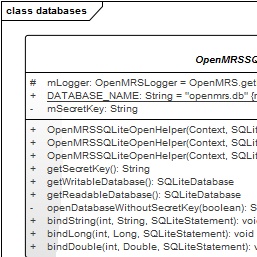 class databases
OpenMRSSQ
# mLogger: OpenMRSLogger = OpenMRS.get
+ DATABASE_NAME: String = "openmrs.db" {r
- mSecretKey: String
+ OpenMRSSQLiteOpenHelper(Context, SQLit
+ OpenMRSSQLiteOpenHelper(Context, SQLit
+ OpenMRSSQLiteOpenHelper(Context, SQLit
+ getSecretKey(): String
+ getWritableDatabase(): SQLiteDatabase
+ getReadableDatabase(): SQLiteDatabase
- openDatabaseWithoutSecretKey(boolean): S
+ bindString(int, String, SQLiteStatement): voi
+ bindLong(int, Long, SQLiteStatement): void
+ bindDouble(int, Double, SQLiteStatement): v